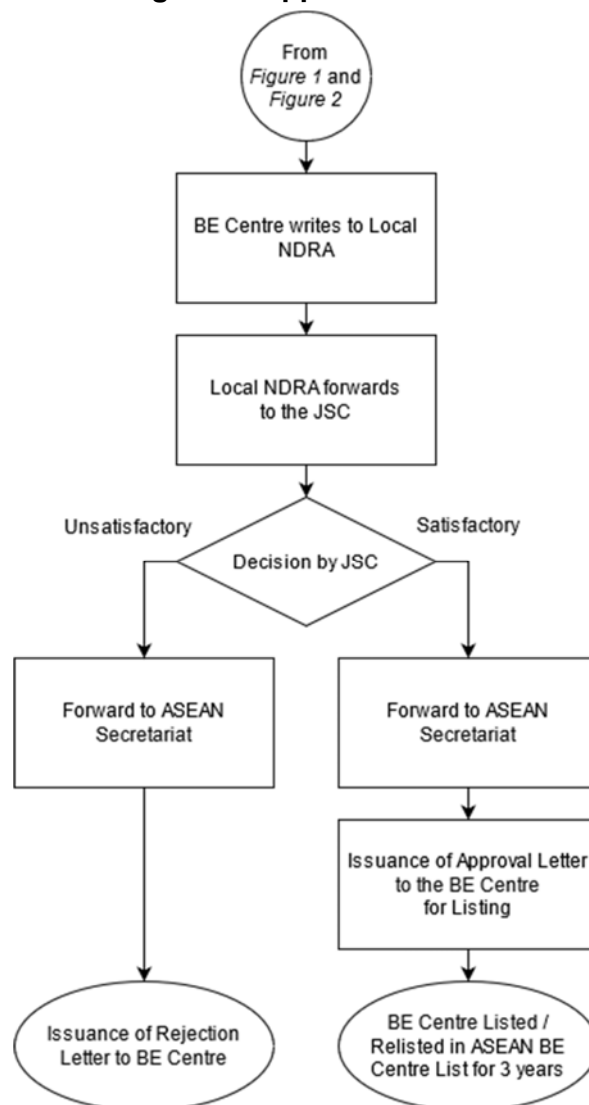 From
Figure 1 and
Figure 2
BE Centre writes to Local
NDRA
Local NDRA forwards
to the JSC
Unsatisfactory
Satisfactory
Decision by JSC
Forward to ASEAN
Secretariat
Forward to ASEAN
Secretariat
Issuance of Approval Letter
to the BE Centre
for Listing
Issuance of Rejection
Letter to BE Centre
BE Centre Listed /
Relisted in ASEAN BE
Centre List for 3 years